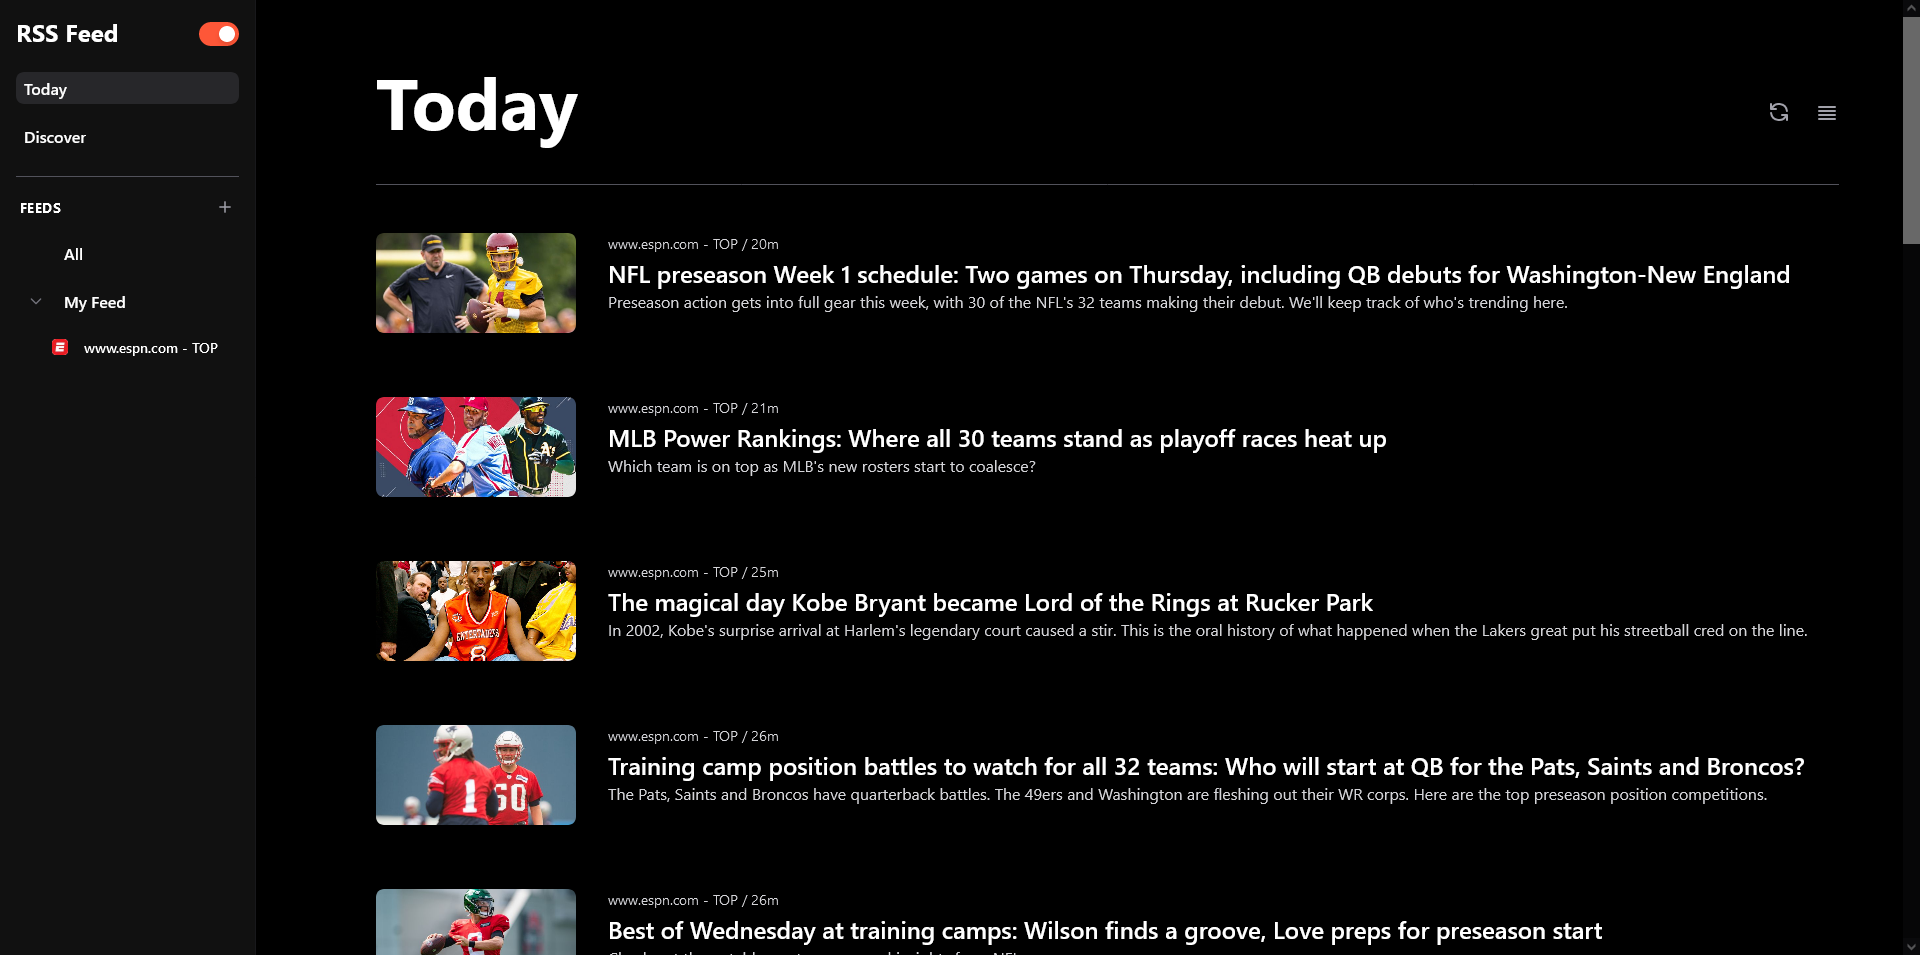 RSS Feed
Today
Discover
FEEDS
All
My Feed
www.espn.com - TOP
Today
www.espn.com - TOP / 20m
NFL preseason Week 1 schedule: Two games on Thursday, including QB debuts for Washington-New England
Preseason action gets into full gear this week, with 30 of the NFL's 32 teams making their debut. We'll keep track of who's trending here.
www.espn.com - TOP / 21m
MLB Power Rankings: Where all 30 teams stand as playoff races heat up
Which team is on top as MLB's new rosters start to coalesce?
www.espn.com - TOP / 25m
ENTERTAINERS
8
The magical day Kobe Bryant became Lord of the Rings at Rucker Park
In 2002, Kobe's surprise arrival at Harlem's legendary court caused a stir. This is the oral history of what happened when the Lakers great put his streetball cred on the line.
www.espn.com - TOP / 26m
1
50
Training camp position battles to watch for all 32 teams: Who will start at QB for the Pats, Saints and Broncos?
The Pats, Saints and Broncos have quarterback battles. The 49ers and Washington are fleshing out their WR corps. Here are the top preseason position competitions.
www.espn.com - TOP / 26m
Best of Wednesday at training camps: Wilson finds a groove, Love preps for preseason start